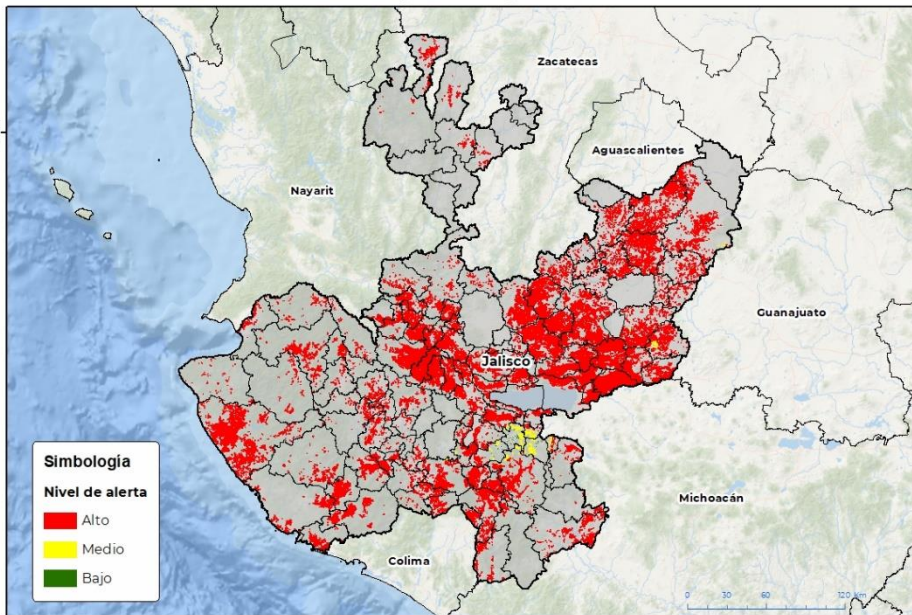 Zacatecas
Aguascalientes
Nayarit
Guanajuato
Jalisco
Simbología
Nivel de alerta
Alto
Medio
Bajo
Michoacán
Colima
0 30 60 120 Km